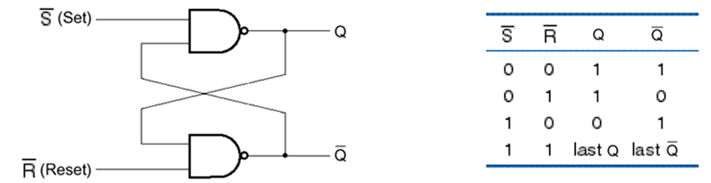 S̅ (Set)
Q
R̅ (Reset)
Q̅
S̅ R̅ Q Q̅
0 0 1 1
0 1 1 0
1 0 0 1
1 1 last Q last Q̅